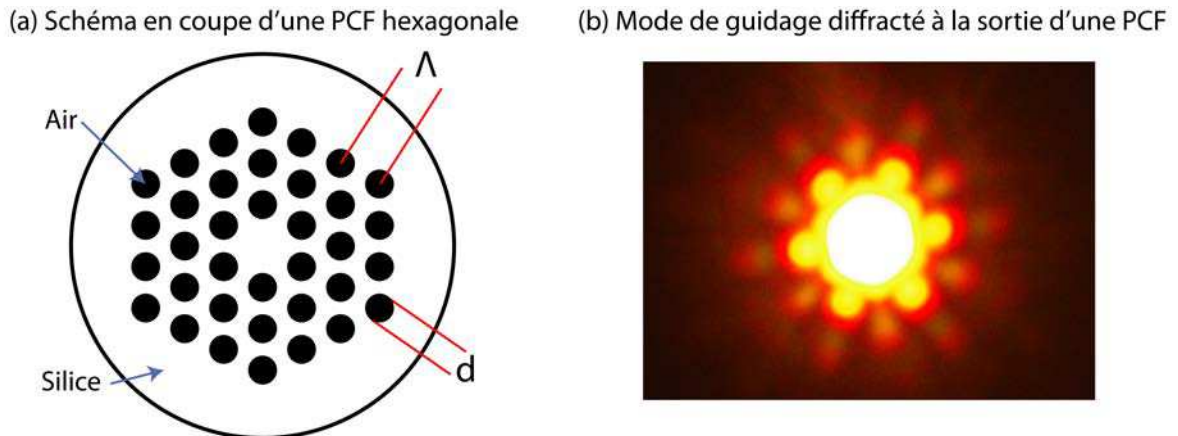 (a) Schéma en coupe d'une PCF hexagonale
(b) Mode de guidage diffracté à la sortie d'une PCF
Λ
Air
Silice
d